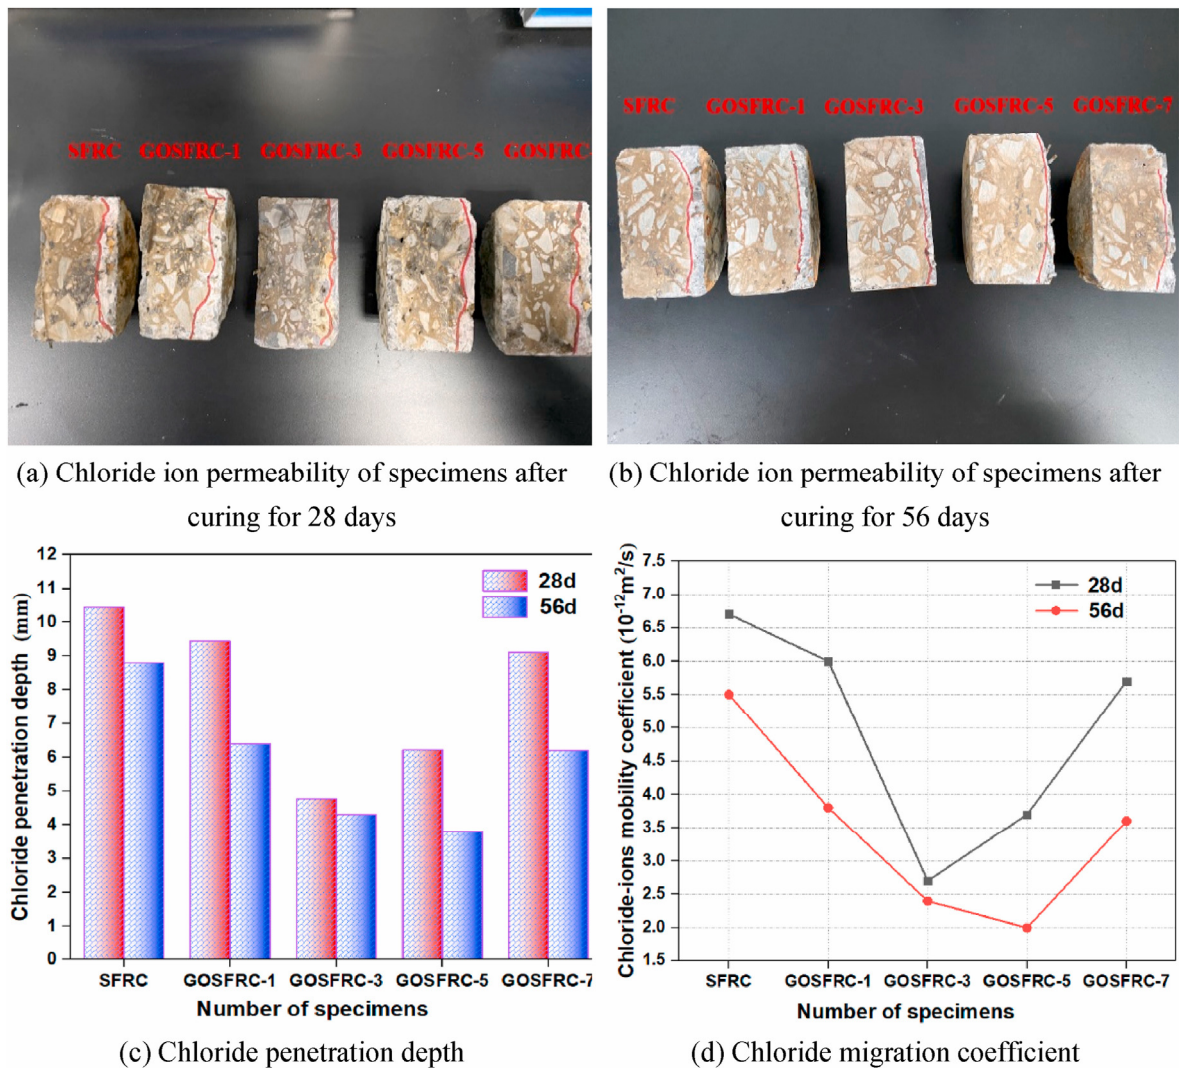 SFRC GOSFRC-1 GOSFRC-3 GOSFRC-5 GOSFRC-
SFRC GOSFRC-1 GOSFRC-3 GOSFRC-5 GOSFRC-7
(a) Chloride ion permeability of specimens after
curing for 28 days
(b) Chloride ion permeability of specimens after
curing for 56 days
Chloride penetration depth (mm)
12
11
10
9
8
7
6
5
4
3
2
1
0
28d
56d
SFRC GOSFRC-1 GOSFRC-3 GOSFRC-5 GOSFRC-7
Number of specimens
(c) Chloride penetration depth
Chloride-ions mobility coefficient (10⁻¹²m²/s)
7.5
7.0
6.5
6.0
5.5
5.0
4.5
4.0
3.5
3.0
2.5
2.0
1.5
28d
56d
SFRC GOSFRC-1 GOSFRC-3 GOSFRC-5 GOSFRC-7
Number of specimens
(d) Chloride migration coefficient